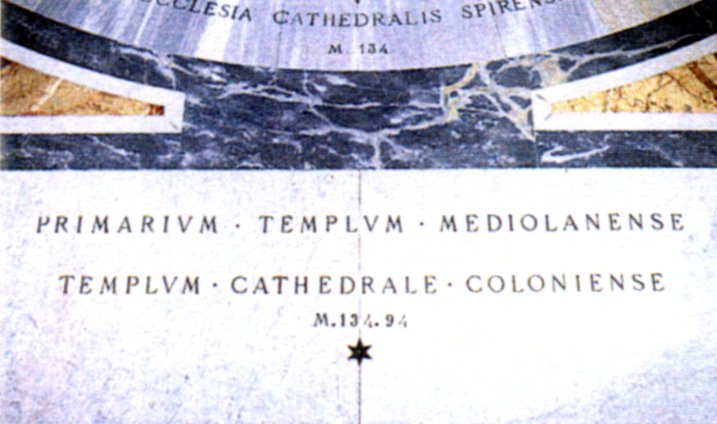 ECCLESIA CATHEDRALIS SPIRENSIS
M. 134
PRIMARIVM · TEMPLVM · MEDIOLANENSE
TEMPLVM · CATHEDRALE · COLONIENSE
M.134.94